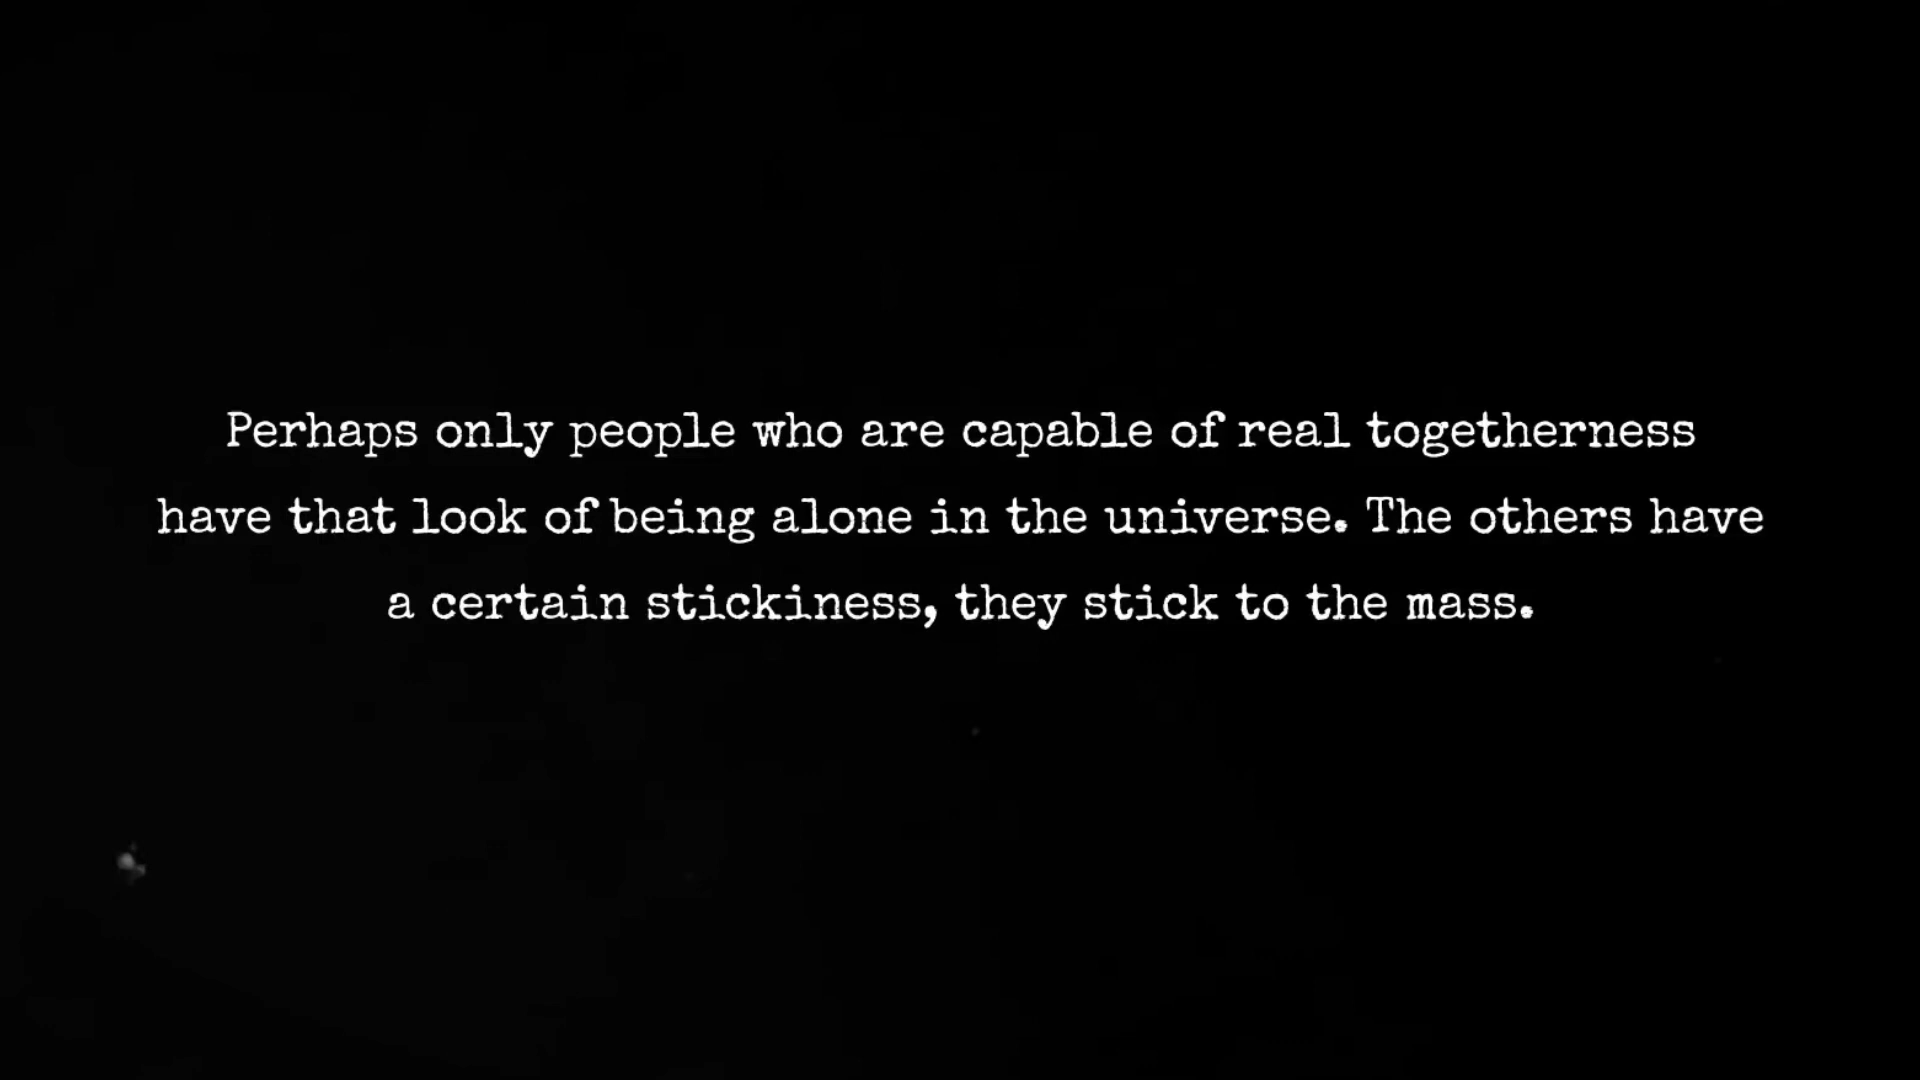 Perhaps only people who are capable of real togetherness
have that look of being alone in the universe. The others have
a certain stickiness, they stick to the mass.